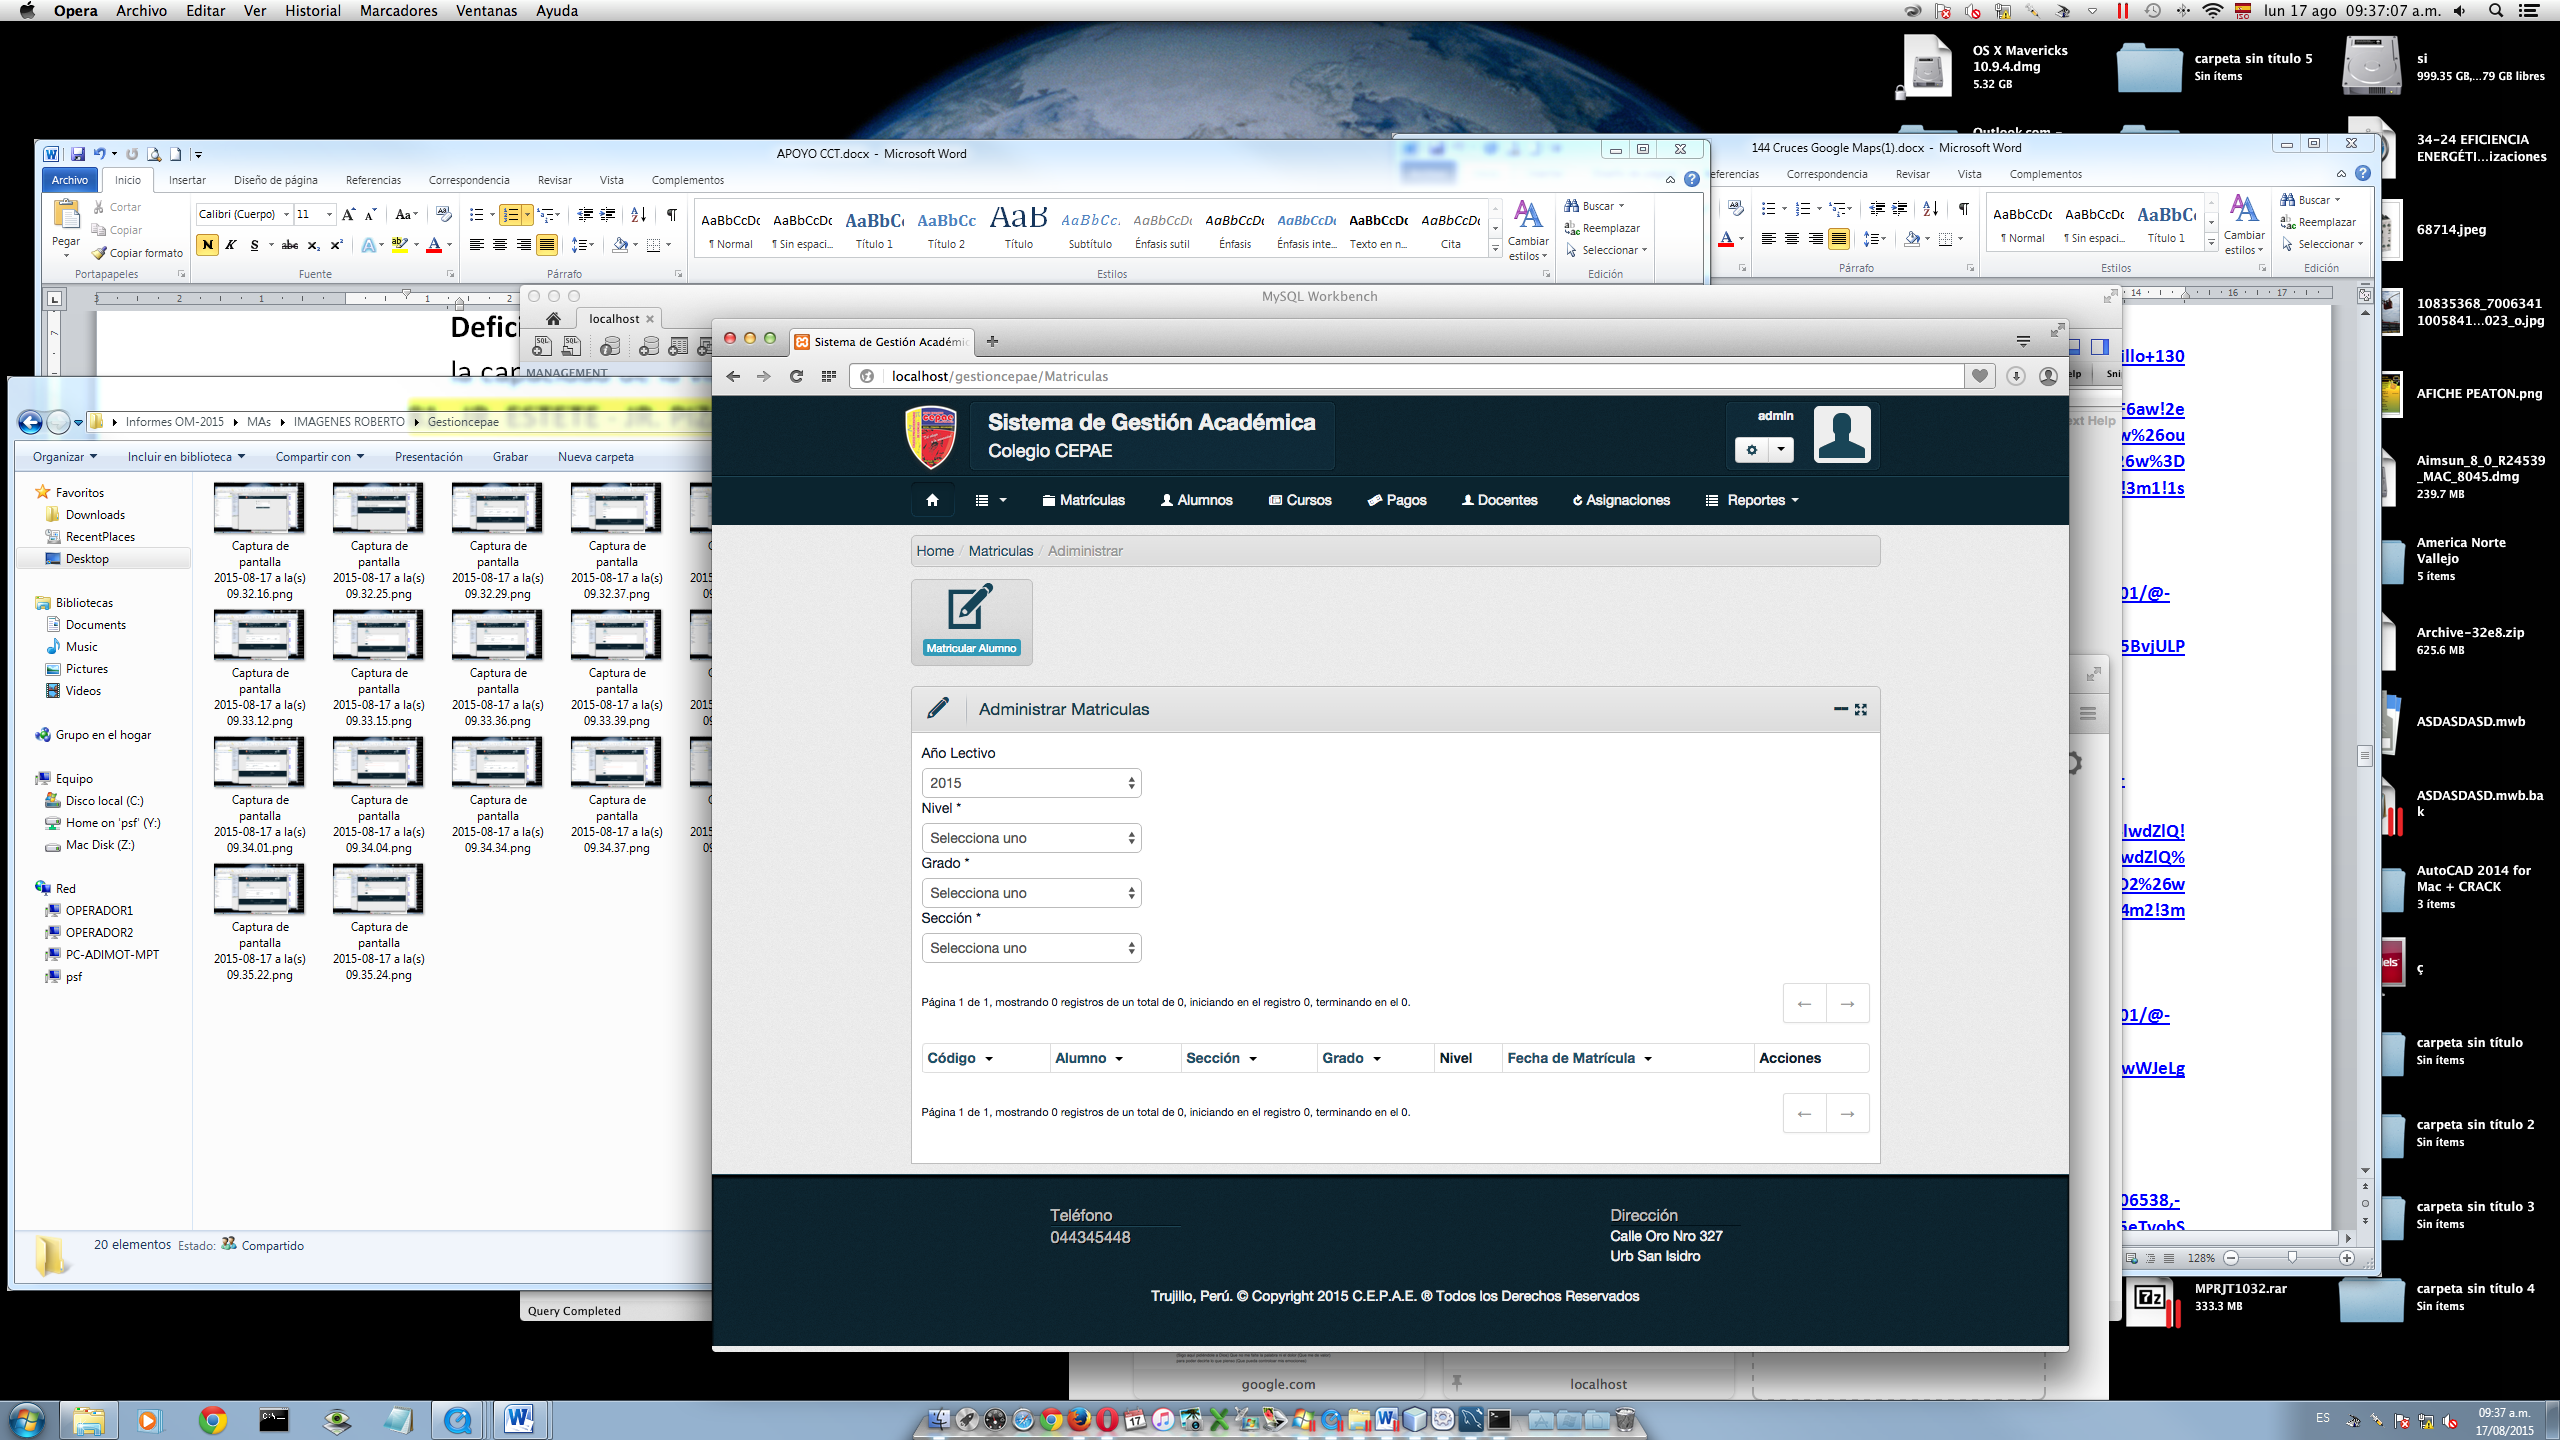 Opera Archivo Editar Ver Historial Marcadores Ventanas Ayuda
lun 17 ago 09:37:07 a.m.
OS X Mavericks 10.9.4.dmg
5.32 GB
carpeta sin título 5
Sin ítems
si
999.35 GB,...79 GB libres
34-24 EFICIENCIA ENERGÉTI...izaciones
68714.jpeg
10835368_7006341
1005841...023_o.jpg
AFICHE PEATON.png
Aimsun_8_0_R24539
_MAC_8045.dmg
239.7 MB
America Norte Vallejo
5 ítems
Archive-32e8.zip
625.6 MB
ASDASDASD.mwb
ASDASDASD.mwb.ba
k
AutoCAD 2014 for Mac + CRACK
3 ítems
ç
carpeta sin título
Sin ítems
carpeta sin título 2
Sin ítems
carpeta sin título 3
Sin ítems
carpeta sin título 4
Sin ítems
MPRJT1032.rar
333.3 MB
APOYO CCT.docx - Microsoft Word
Archivo Inicio Insertar Diseño de página Referencias Correspondencia Revisar Vista Complementos
Pegar
Cortar
Copiar
Copiar formato
Portapapeles
Calibri (Cuerpo) 11
Fuente
Párrafo
¶ Normal ¶ Sin espaci... Título 1 Título 2 Título Subtítulo Énfasis sutil Énfasis Énfasis inte... Texto en n... Cita
Cambiar estilos
Estilos
Buscar
Reemplazar
Seleccionar
Edición
144 Cruces Google Maps(1).docx - Microsoft Word
Correspondencia Revisar Vista Complementos
Párrafo
¶ Normal ¶ Sin espaci... Título 1
Cambiar estilos
Estilos
Buscar
Reemplazar
Seleccionar
Edición
MySQL Workbench
localhost
MANAGEMENT
Query Completed
Informes OM-2015 MAs IMAGENES ROBERTO Gestioncepae
Organizar Incluir en biblioteca Compartir con Presentación Grabar Nueva carpeta
Favoritos
Downloads
RecentPlaces
Desktop
Bibliotecas
Documents
Music
Pictures
Videos
Grupo en el hogar
Equipo
Disco local (C:)
Home on 'psf' (Y:)
Mac Disk (Z:)
Red
OPERADOR1
OPERADOR2
PC-ADIMOT-MPT
psf
Captura de pantalla 2015-08-17 a la(s) 09.32.16.png
Captura de pantalla 2015-08-17 a la(s) 09.32.25.png
Captura de pantalla 2015-08-17 a la(s) 09.32.29.png
Captura de pantalla 2015-08-17 a la(s) 09.32.37.png
Captura de pantalla 2015-08-17 a la(s) 09.33.12.png
Captura de pantalla 2015-08-17 a la(s) 09.33.15.png
Captura de pantalla 2015-08-17 a la(s) 09.33.36.png
Captura de pantalla 2015-08-17 a la(s) 09.33.39.png
Captura de pantalla 2015-08-17 a la(s) 09.34.01.png
Captura de pantalla 2015-08-17 a la(s) 09.34.04.png
Captura de pantalla 2015-08-17 a la(s) 09.34.34.png
Captura de pantalla 2015-08-17 a la(s) 09.34.37.png
Captura de pantalla 2015-08-17 a la(s) 09.35.22.png
Captura de pantalla 2015-08-17 a la(s) 09.35.24.png
20 elementos Estado: Compartido
Sistema de Gestión Académic
localhost/gestioncepae/Matriculas
Sistema de Gestión Académica
Colegio CEPAE
admin
Matrículas Alumnos Cursos Pagos Docentes Asignaciones Reportes
Home / Matriculas / Adiministrar
Matricular Alumno
Administrar Matriculas
Año Lectivo
2015
Nivel *
Selecciona uno
Grado *
Selecciona uno
Sección *
Selecciona uno
Página 1 de 1, mostrando 0 registros de un total de 0, iniciando en el registro 0, terminando en el 0.
← →
Código Alumno Sección Grado Nivel Fecha de Matrícula Acciones
Página 1 de 1, mostrando 0 registros de un total de 0, iniciando en el registro 0, terminando en el 0.
← →
Teléfono
044345448
Dirección
Calle Oro Nro 327
Urb San Isidro
Trujillo, Perú. © Copyright 2015 C.E.P.A.E. ® Todos los Derechos Reservados
illo+130
128%
google.com
localhost
ES
09:37 a.m.
17/08/2015